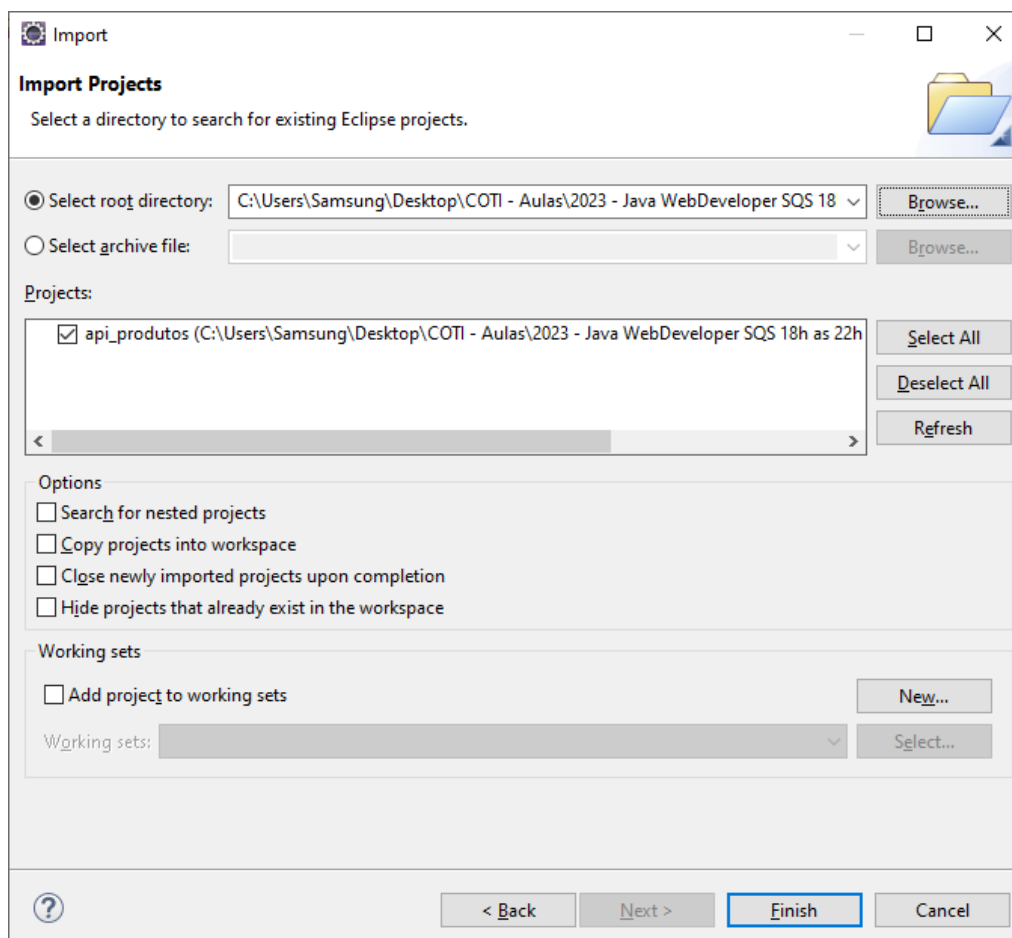 Import
Import Projects
Select a directory to search for existing Eclipse projects.
Select root directory: C:\Users\Samsung\Desktop\COTI - Aulas\2023 - Java WebDeveloper SQS 18 Browse...
Select archive file: Browse...
Projects:
api_produtos (C:\Users\Samsung\Desktop\COTI - Aulas\2023 - Java WebDeveloper SQS 18h as 22h
Select All
Deselect All
Refresh
Options
Search for nested projects
Copy projects into workspace
Close newly imported projects upon completion
Hide projects that already exist in the workspace
Working sets
Add project to working sets New...
Working sets: Select...
? < Back Next > Finish Cancel